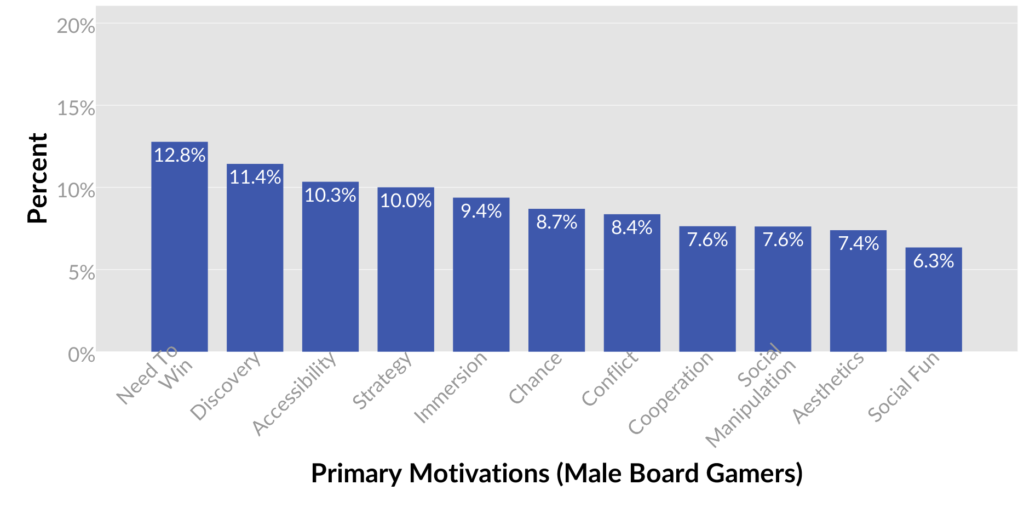 20%
15%
10%
5%
0%
Percent
12.8%
11.4%
10.3%
10.0%
9.4%
8.7%
8.4%
7.6%
7.6%
7.4%
6.3%
Need To
Win
Discovery
Accessibility
Strategy
Immersion
Chance
Conflict
Cooperation
Social
Manipulation
Aesthetics
Social Fun
Primary Motivations (Male Board Gamers)